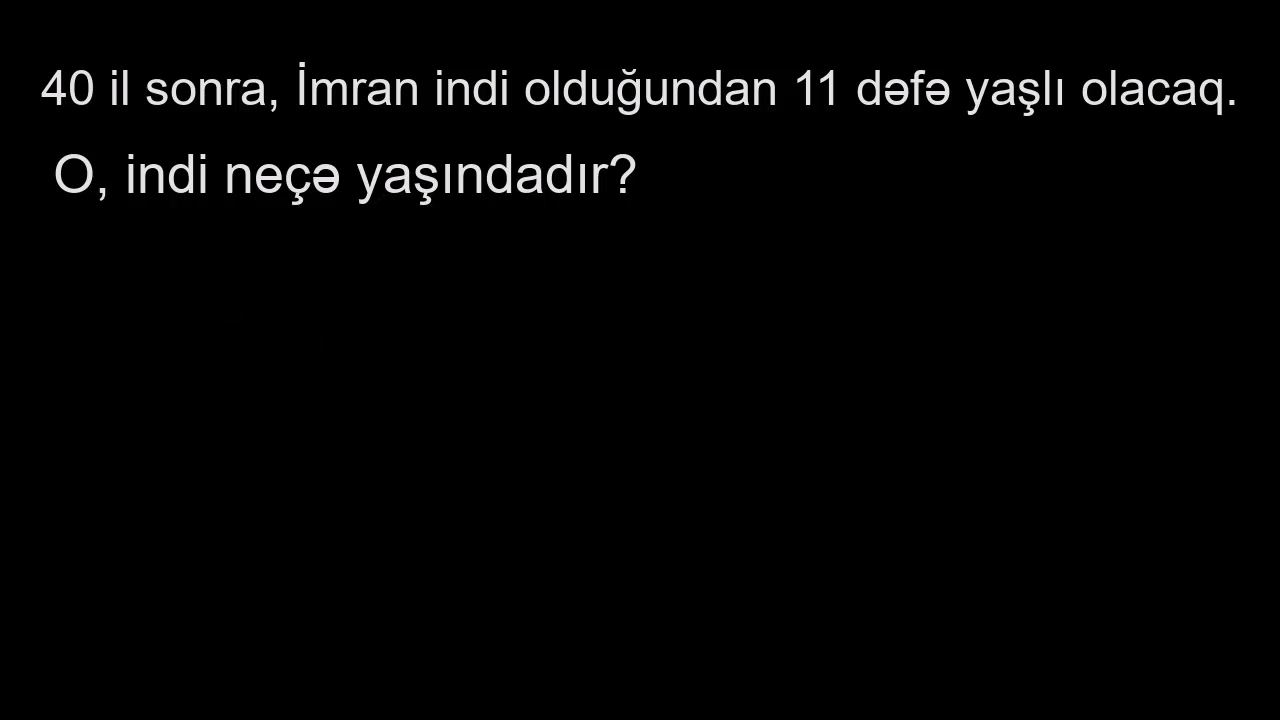 40 il sonra, İmran indi olduğundan 11 dəfə yaşlı olacaq.
O, indi neçə yaşındadır?